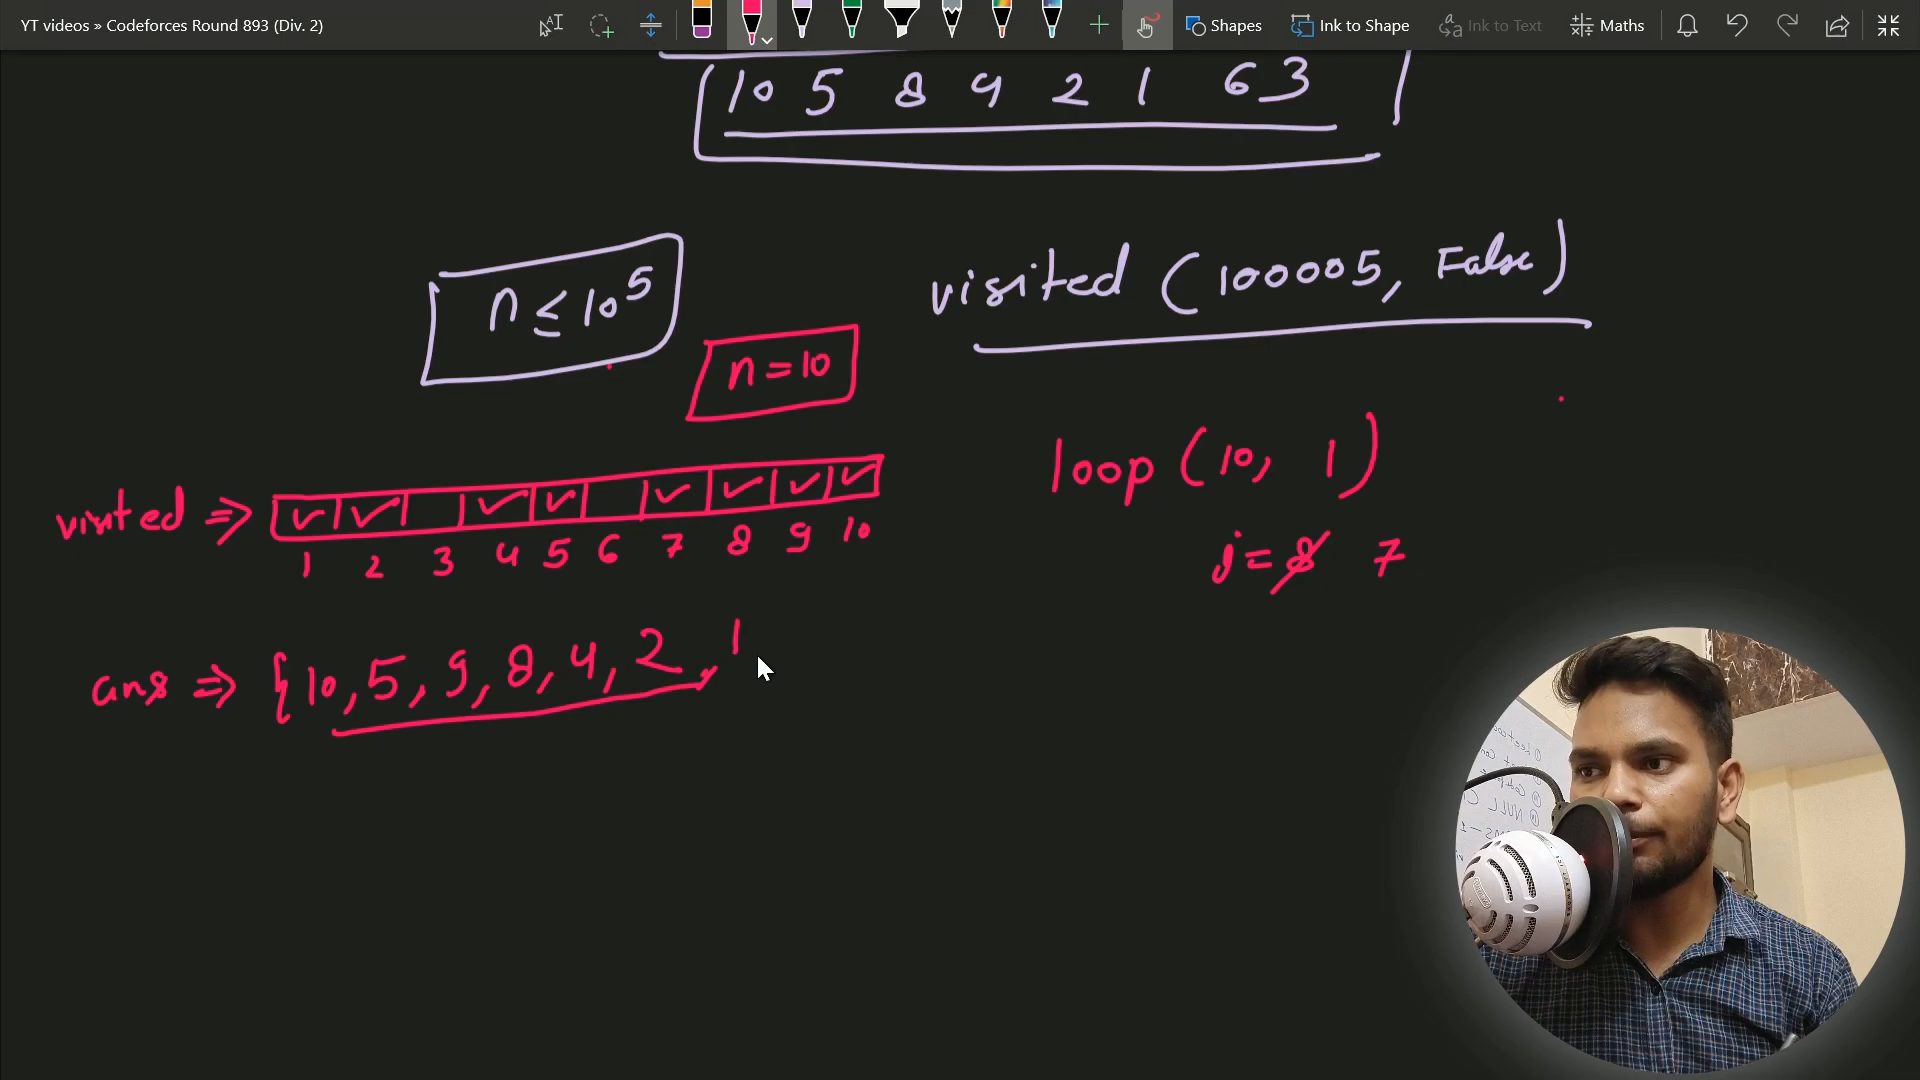 YT videos » Codeforces Round 893 (Div. 2)
Shapes Ink to Shape Ink to Text Maths
10 5 8 4 2 1 6 3
n ≤ 10^5
visited (100005, False)
n = 10
loop (10, 1)
visited ⇒ ✓ ✓ ✓ ✓ ✓ ✓ ✓ ✓
1 2 3 4 5 6 7 8 9 10
j = 8 7
ans ⇒ {10, 5, 9, 8, 4, 2, 1